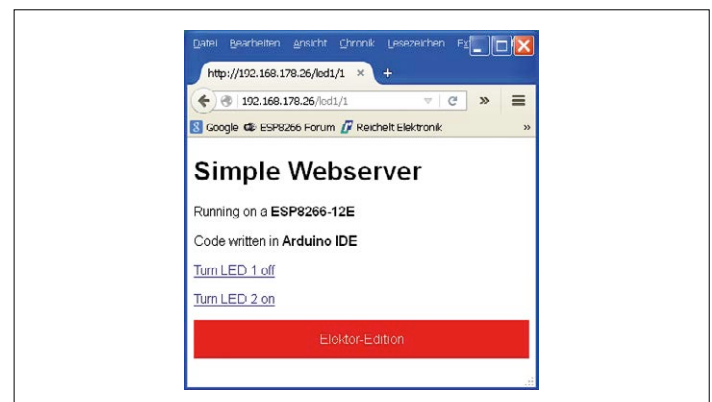 Datei Bearbeiten Ansicht Chronik Lesezeichen
http://192.168.178.26/led1/1 × +
192.168.178.26/led1/1 »
Google ESP8266 Forum Reichelt Elektronik »
Simple Webserver
Running on a ESP8266-12E
Code written in Arduino IDE
Turn LED 1 off
Turn LED 2 on
Elektor-Edition